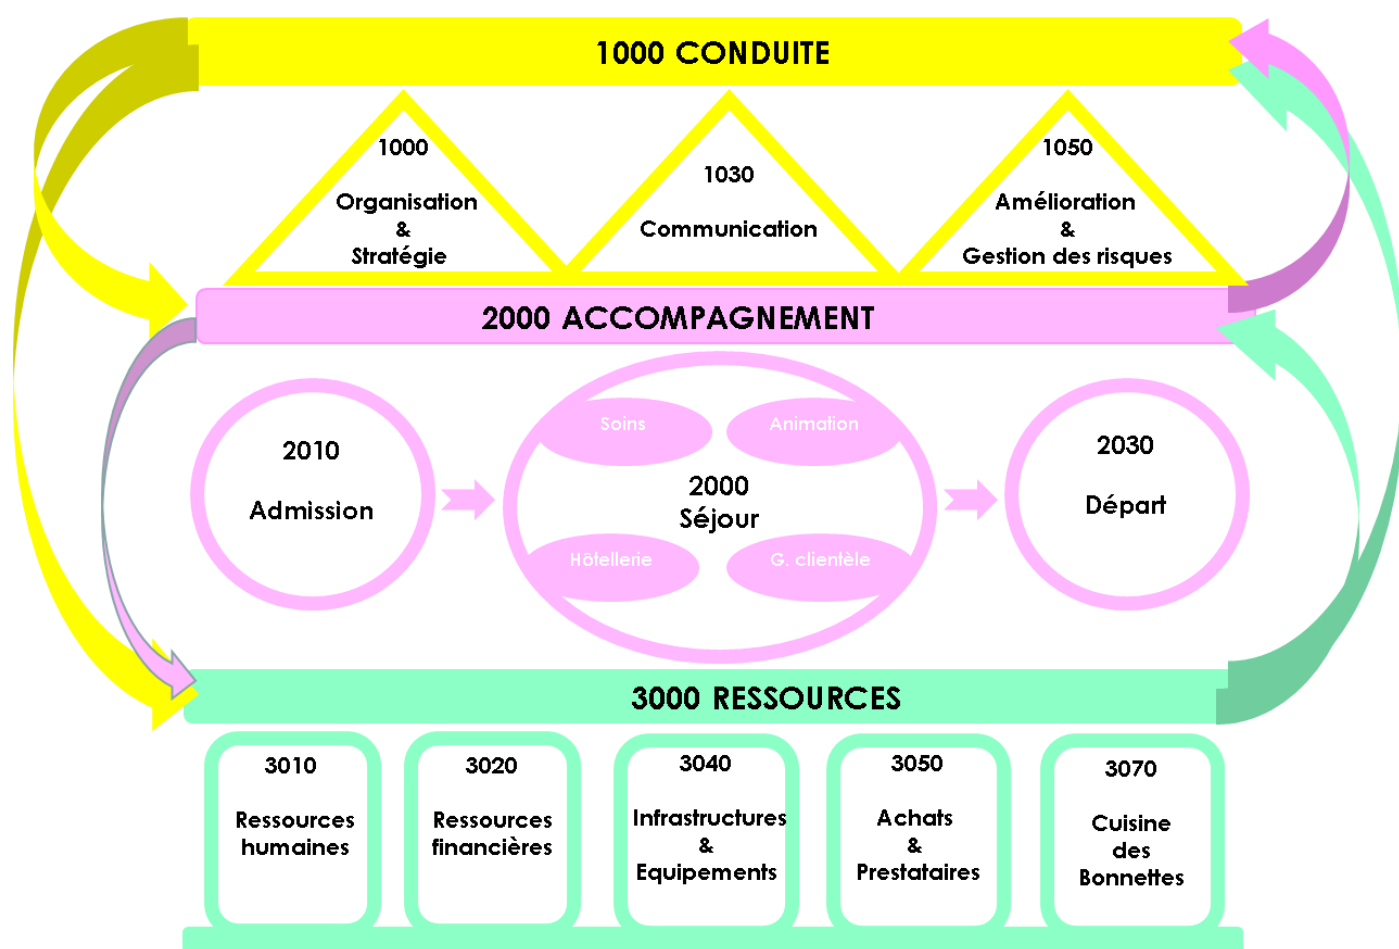 1000 CONDUITE
1000
Organisation
&
Stratégie
1030
Communication
1050
Amélioration
&
Gestion des risques
2000 ACCOMPAGNEMENT
2010
Admission
Soins
Animation
2000
Séjour
Hôtellerie
G. clientèle
2030
Départ
3000 RESSOURCES
3010
Ressources
humaines
3020
Ressources
financières
3040
Infrastructures
&
Equipements
3050
Achats
&
Prestataires
3070
Cuisine
des
Bonnettes